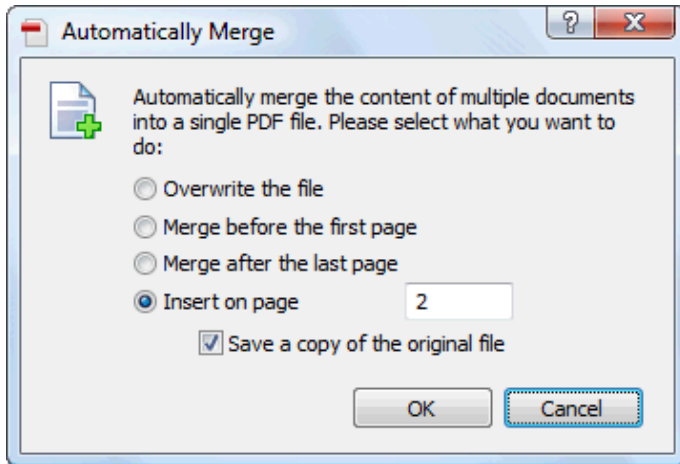 Automatically Merge
Automatically merge the content of multiple documents
into a single PDF file. Please select what you want to
do:
Overwrite the file
Merge before the first page
Merge after the last page
Insert on page 2
Save a copy of the original file
OK Cancel